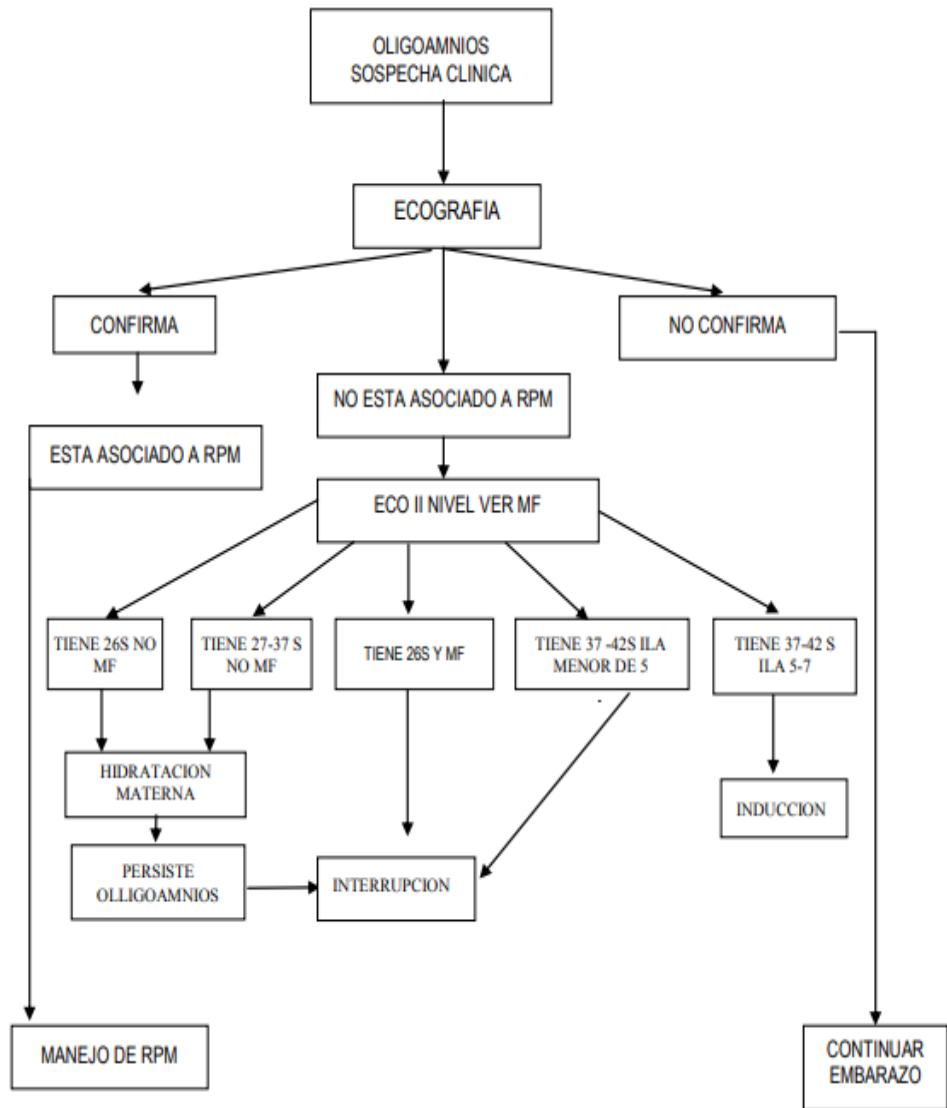 OLIGOAMNIOS
SOSPECHA CLINICA
ECOGRAFIA
CONFIRMA
NO CONFIRMA
NO ESTA ASOCIADO A RPM
ESTA ASOCIADO A RPM
ECO II NIVEL VER MF
TIENE 26S NO
MF
TIENE 27-37 S
NO MF
TIENE 26S Y MF
TIENE 37 -42S ILA
MENOR DE 5
TIENE 37-42 S
ILA 5-7
HIDRATACION
MATERNA
INDUCCION
PERSISTE
OLLIGOAMNIOS
INTERRUPCION
MANEJO DE RPM
CONTINUAR
EMBARAZO